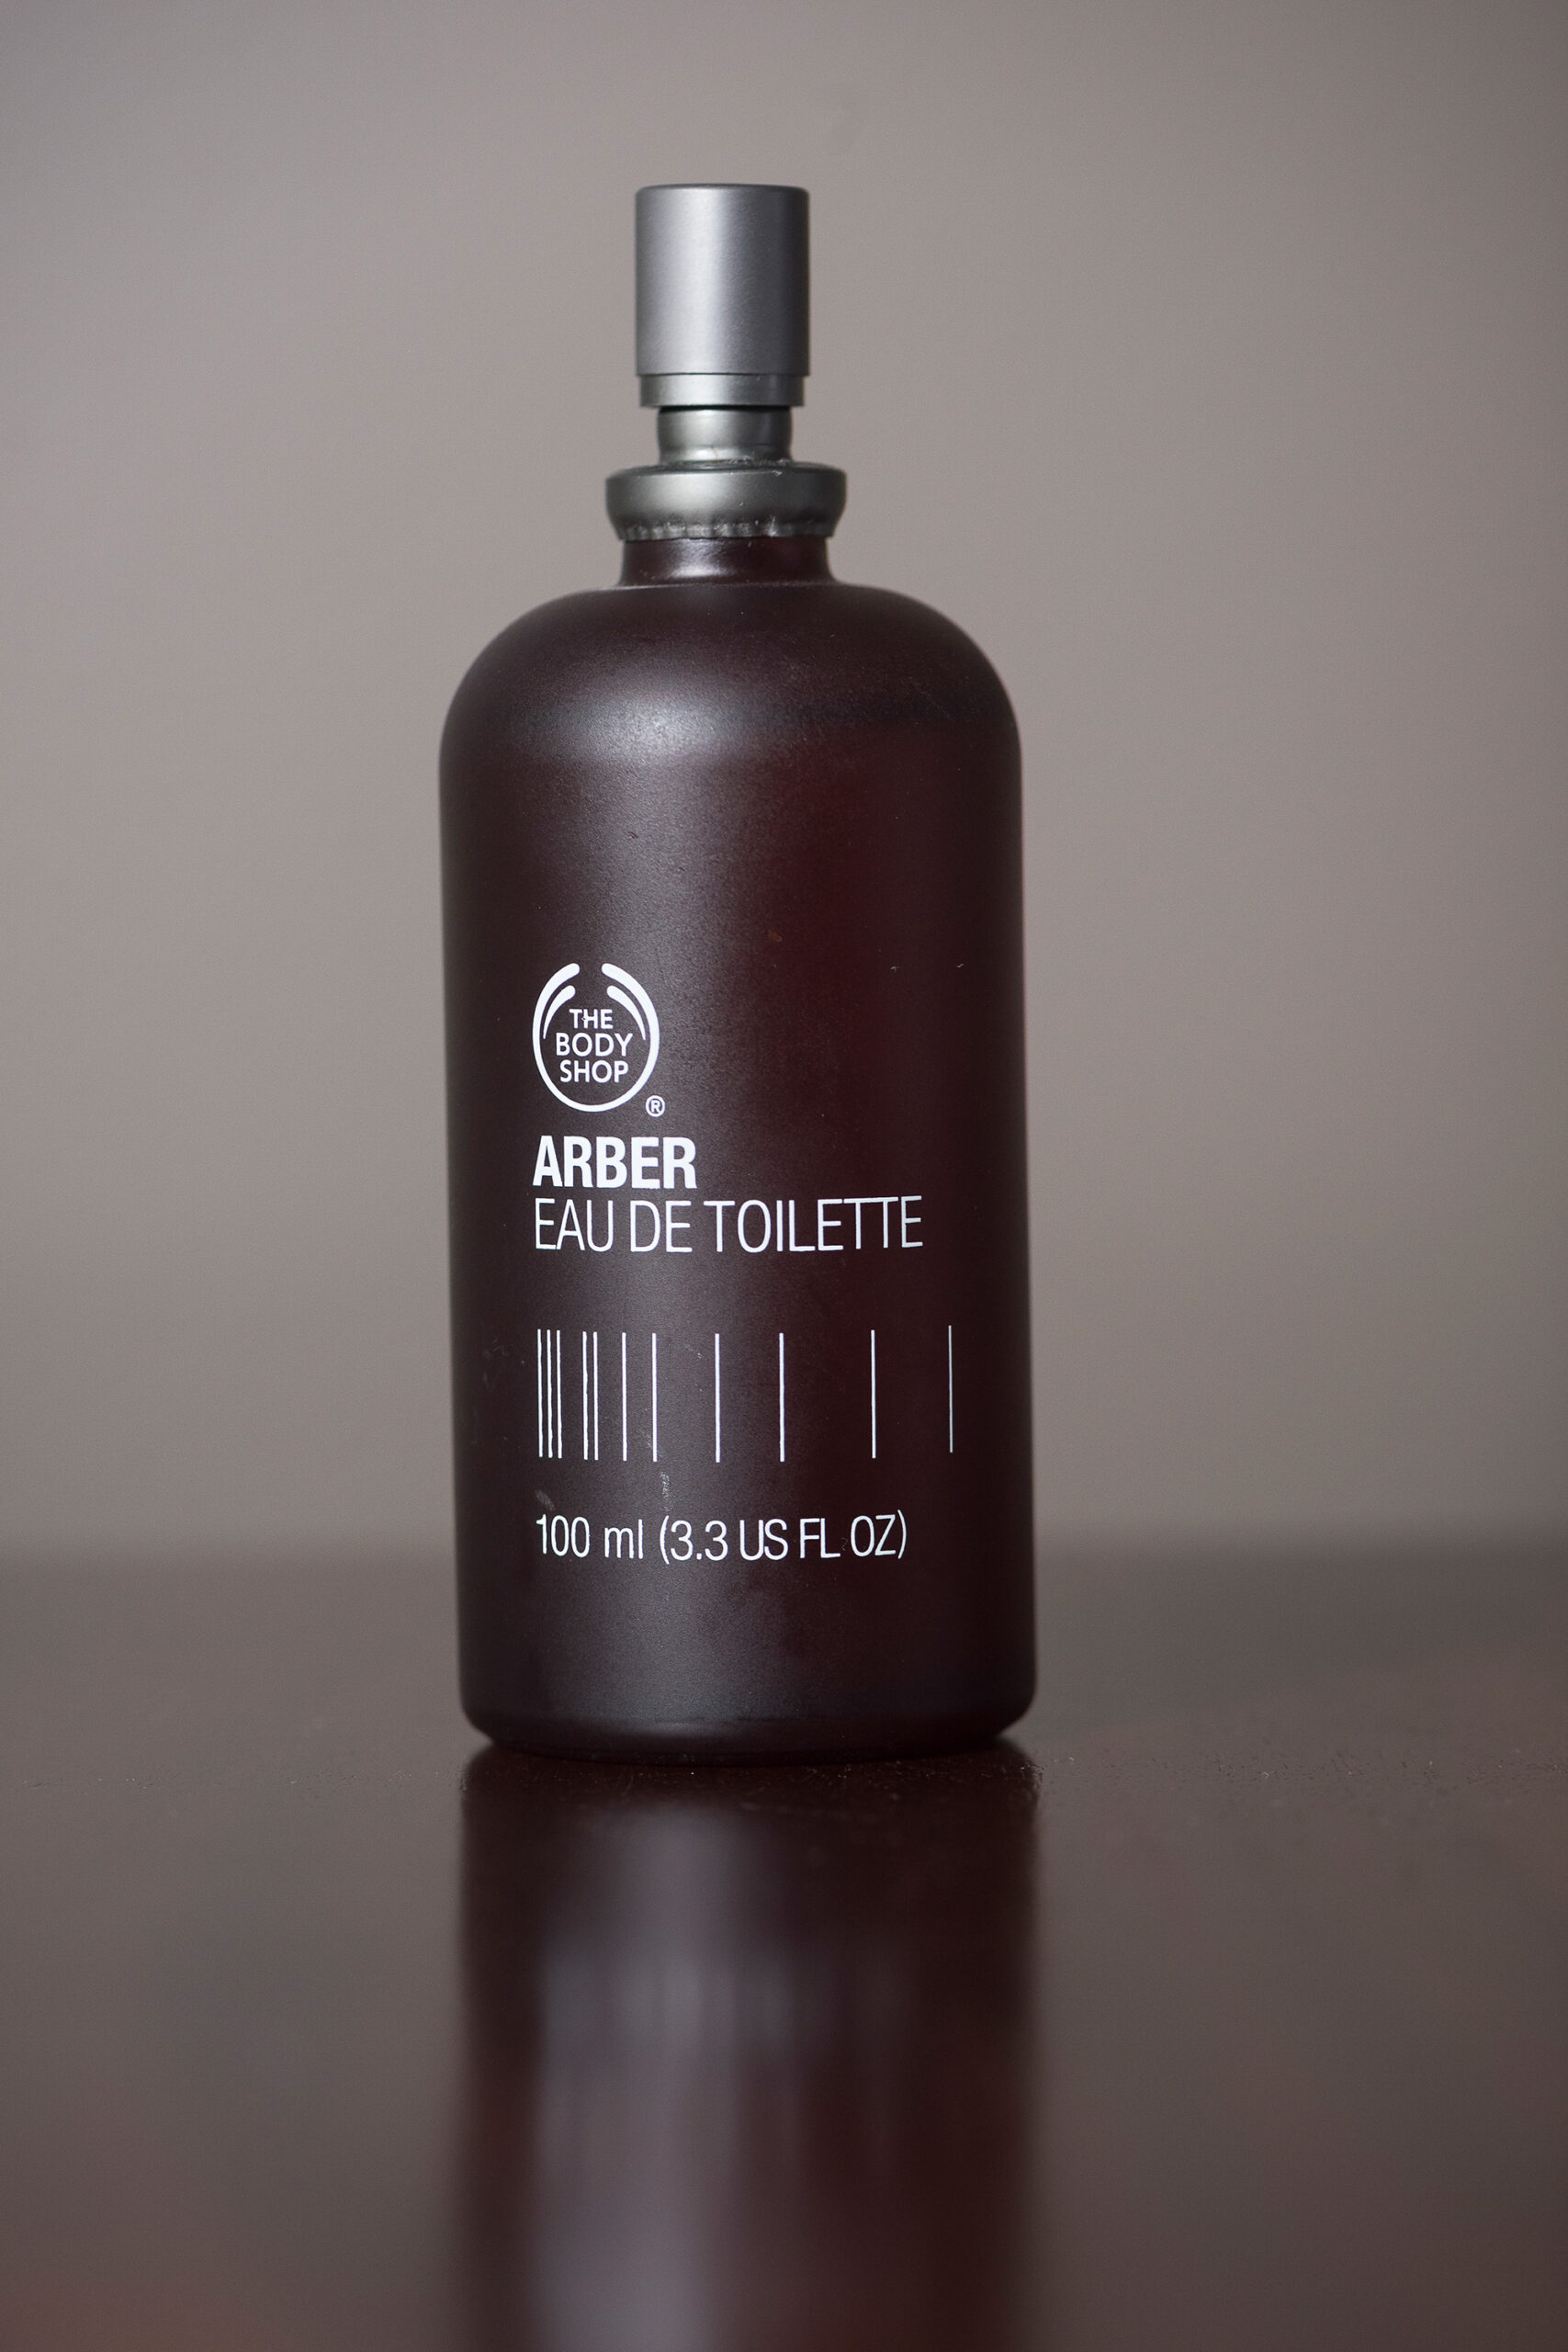 THE
BODY
SHOP
®
ARBER
EAU DE TOILETTE
100 ml (3.3 US FL OZ)